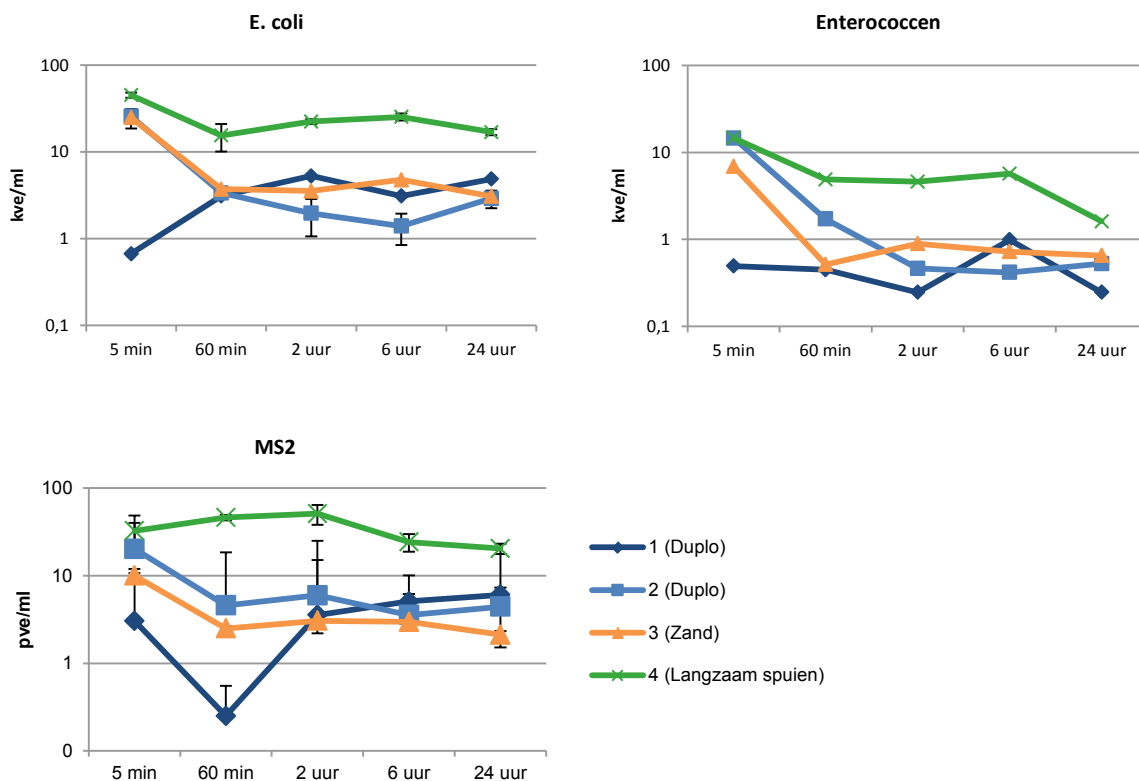 E. coli
100
10
1
0,1
kve/ml
5 min 60 min 2 uur 6 uur 24 uur
Enterococcen
100
10
1
0,1
kve/ml
5 min 60 min 2 uur 6 uur 24 uur
MS2
100
10
1
0
pve/ml
5 min 60 min 2 uur 6 uur 24 uur
1 (Duplo)
2 (Duplo)
3 (Zand)
4 (Langzaam spuien)